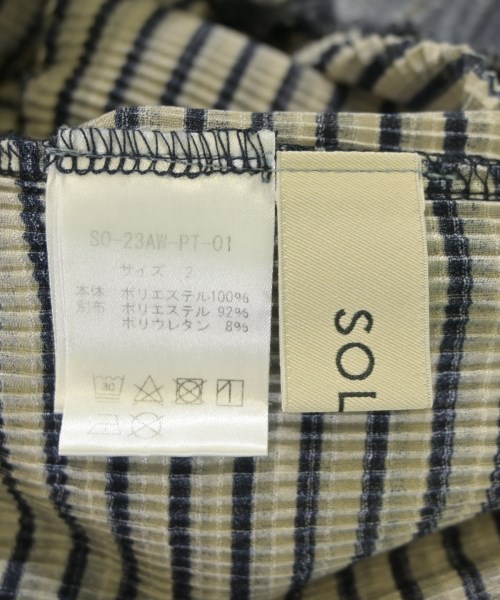 SO-23AW-PT-01
サイズ 2
本体 ポリエステル100%
別布 ポリエステル 92%
ポリウレタン 8%
30
SOL